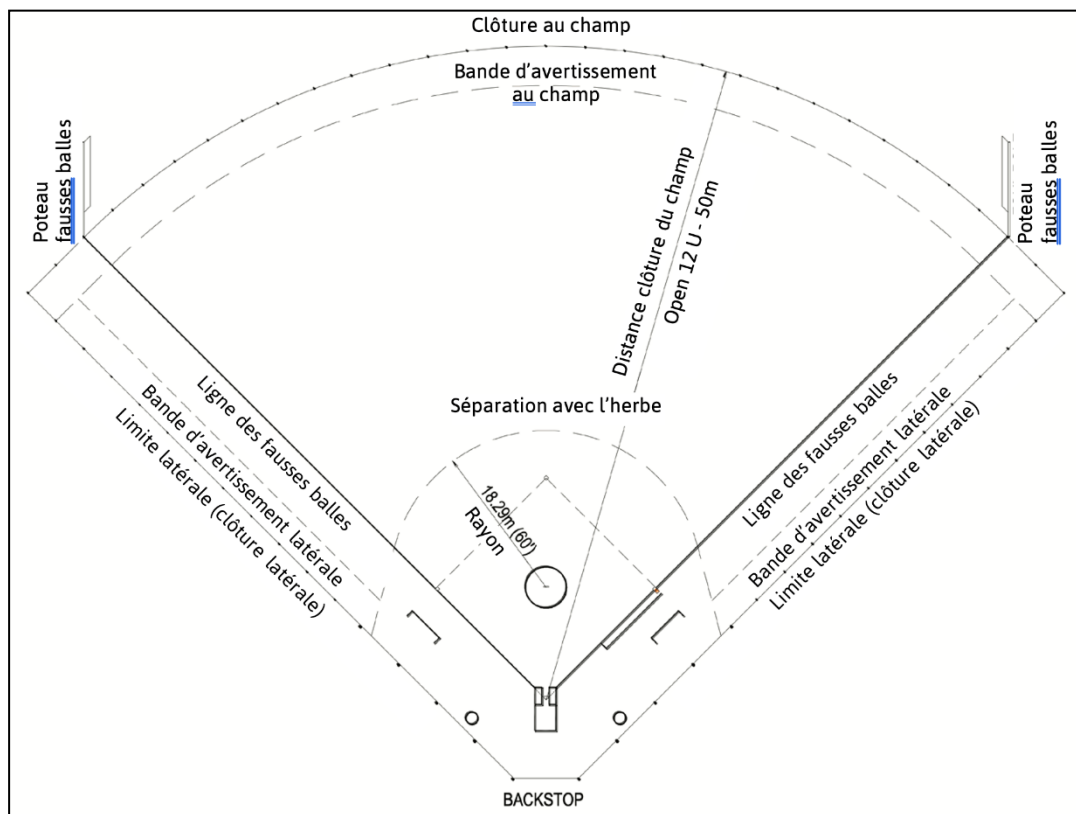 Clôture au champ
Bande d'avertissement
au champ
Poteau
fausses balles
Poteau
fausses balles
Distance clôture du champ
Open 12 U - 50m
Séparation avec l'herbe
18.29m (60')
Rayon
Ligne des fausses balles
Bande d'avertissement latérale
Limite latérale (clôture latérale)
Ligne des fausses balles
Bande d'avertissement latérale
Limite latérale (clôture latérale)
BACKSTOP